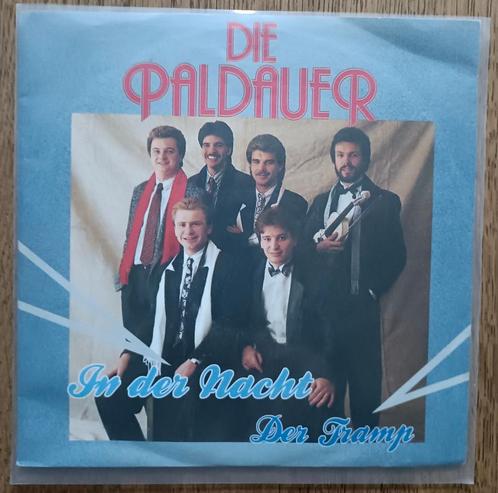 DIE
PALDAUER
In der Nacht
Der Tramp